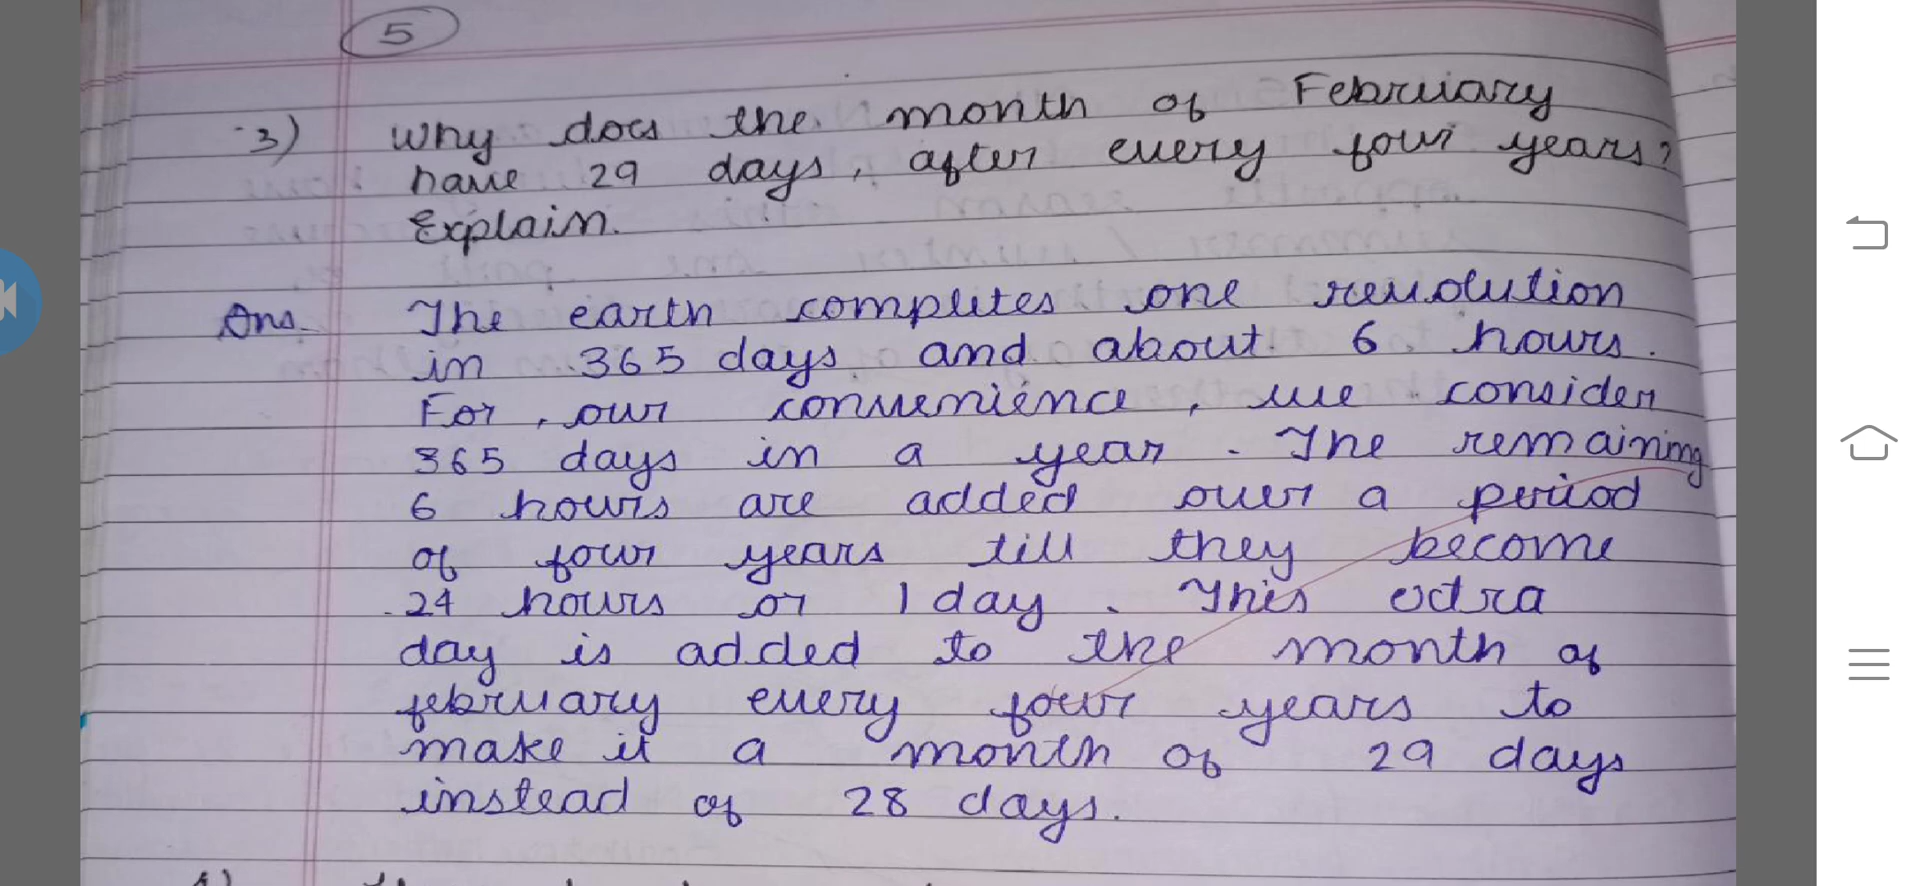 5
3) Why does the month of February
have 29 days, after every four years?
Explain.
Ans. The earth completes one revolution
in 365 days and about 6 hours.
For, our convenience, we consider
365 days in a year. The remaining
6 hours are added over a period
of four years till they become
24 hours or 1 day. This extra
day is added to the month of
february every four years to
make it a month of 29 days
instead of 28 days.